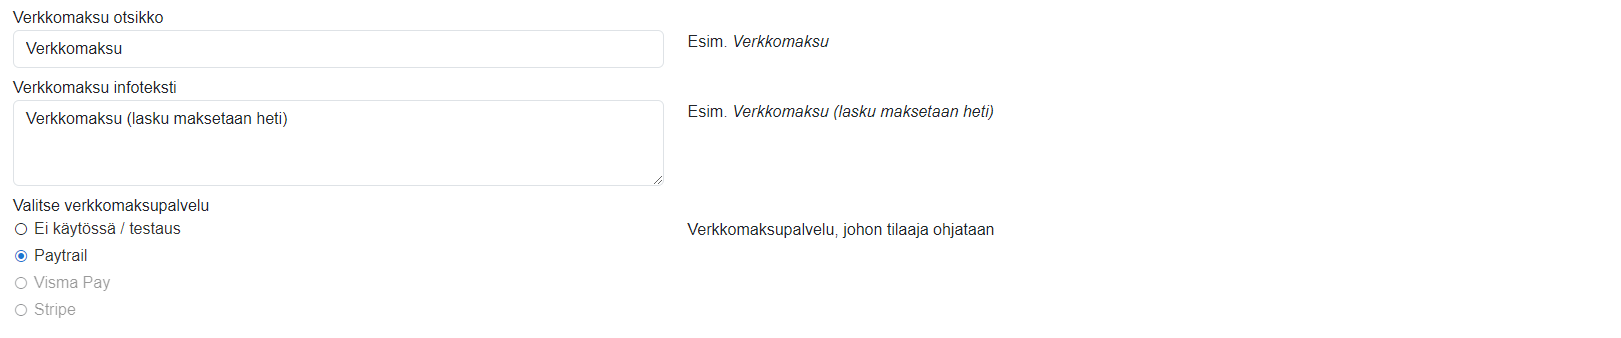 Verkkomaksu otsikko
Verkkomaksu
Esim. Verkkomaksu
Verkkomaksu infoteksti
Verkkomaksu (lasku maksetaan heti)
Esim. Verkkomaksu (lasku maksetaan heti)
Valitse verkkomaksupalvelu
Ei käytössä / testaus
Verkkomaksupalvelu, johon tilaaja ohjataan
Paytrail
Visma Pay
Stripe